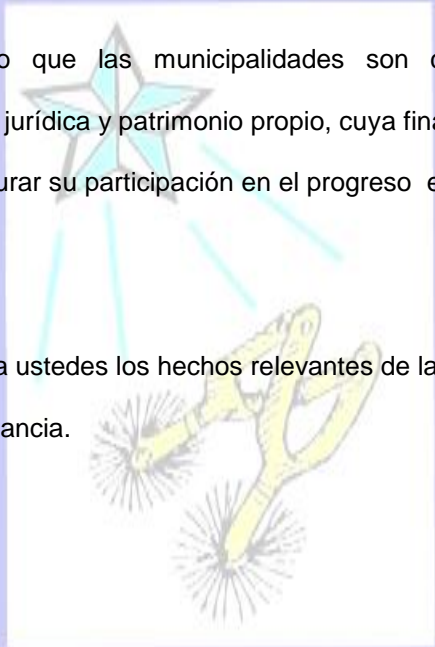 o que las municipalidades son
jurídica y patrimonio propio, cuya fina
urar su participación en el progreso e
a ustedes los hechos relevantes de la
ancia.